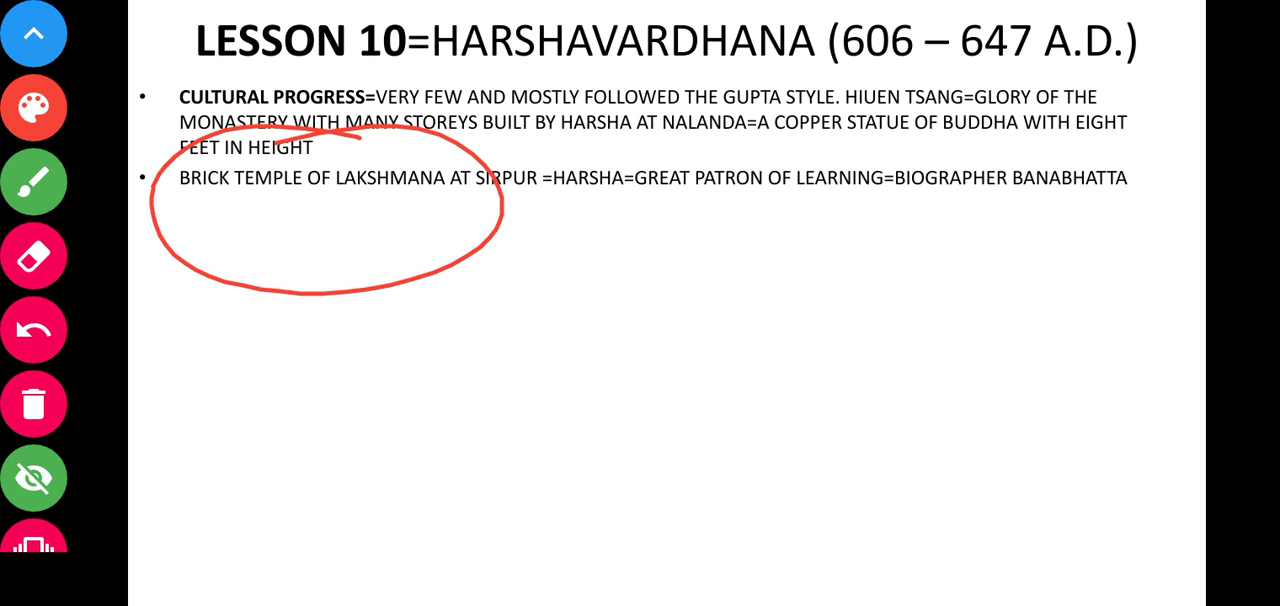 LESSON 10=HARSHAVARDHANA (606 – 647 A.D.)
• CULTURAL PROGRESS=VERY FEW AND MOSTLY FOLLOWED THE GUPTA STYLE. HIUEN TSANG=GLORY OF THE
MONASTERY WITH MANY STOREYS BUILT BY HARSHA AT NALANDA=A COPPER STATUE OF BUDDHA WITH EIGHT
FEET IN HEIGHT
• BRICK TEMPLE OF LAKSHMANA AT SIRPUR =HARSHA=GREAT PATRON OF LEARNING=BIOGRAPHER BANABHATTA